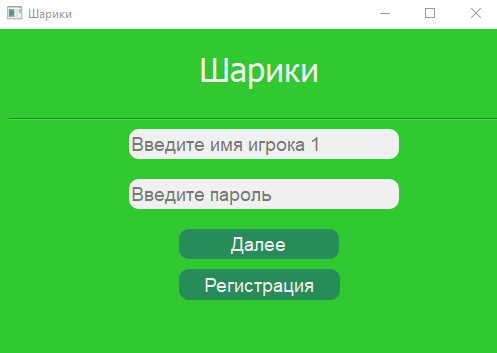 Шарики
Шарики
Введите имя игрока 1
Введите пароль
Далее
Регистрация